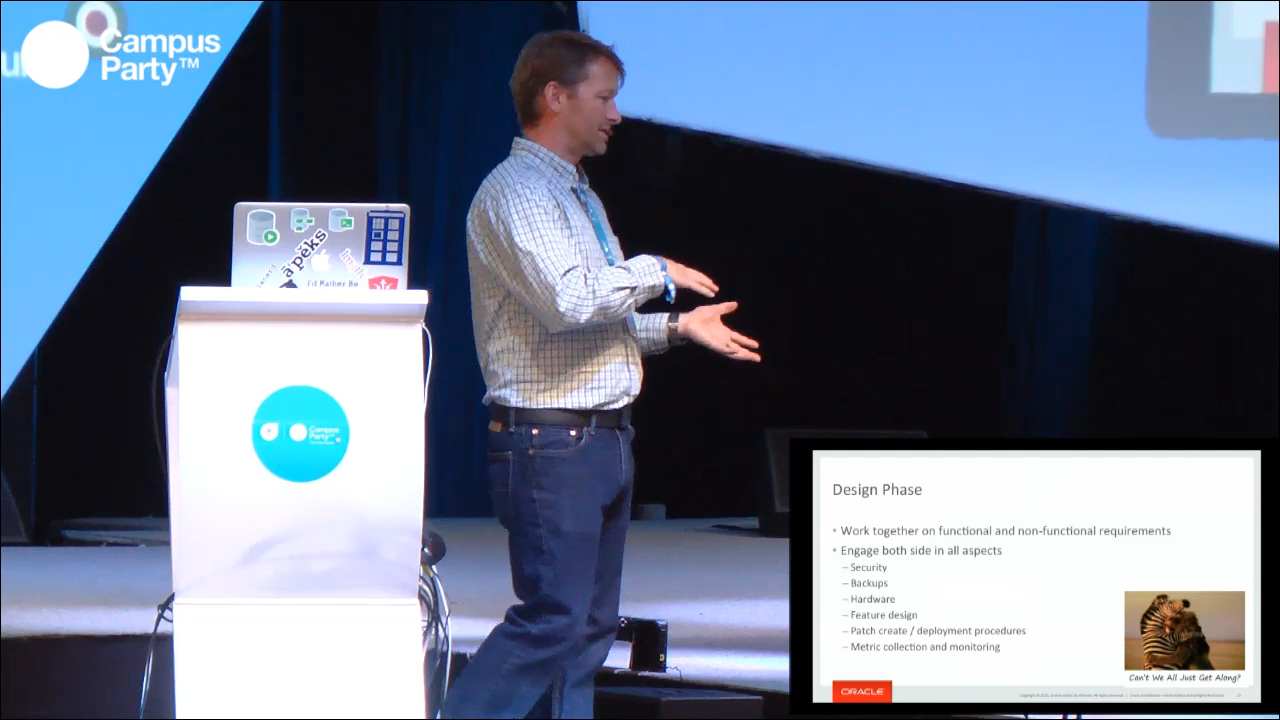 Campus
Party™
apēks
I'd Rather Be
Campus
Party™
Design Phase
• Work together on functional and non-functional requirements
• Engage both side in all aspects
– Security
– Backups
– Hardware
– Feature design
– Patch create / deployment procedures
– Metric collection and monitoring
Can't We All Just Get Along?
ORACLE